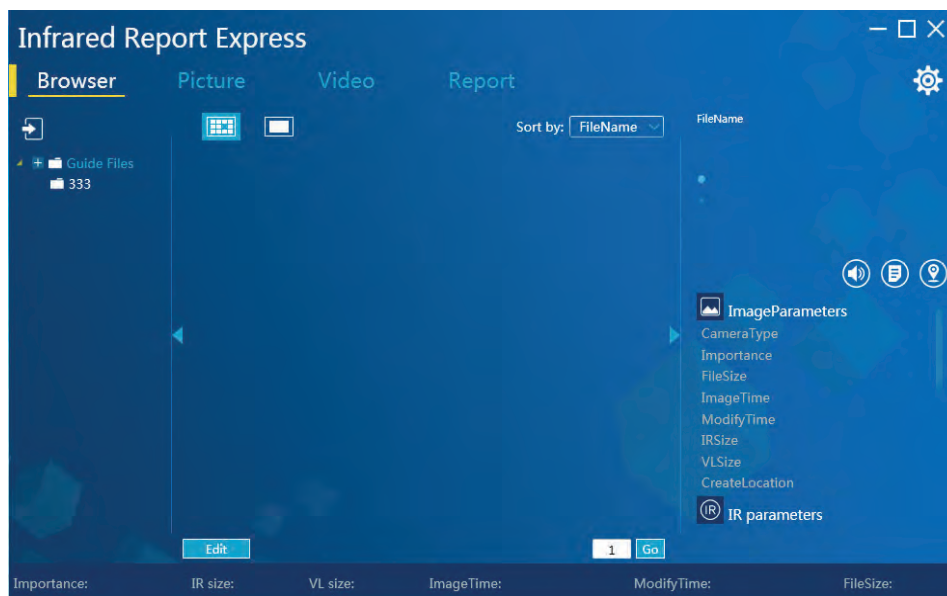 Infrared Report Express
Browser Picture Video Report
Sort by: FileName
FileName
Guide Files
333
ImageParameters
CameraType
Importance
FileSize
ImageTime
ModifyTime
IRSize
VLSize
CreateLocation
IR IR parameters
Edit 1 Go
Importance: IR size: VL size: ImageTime: ModifyTime: FileSize: